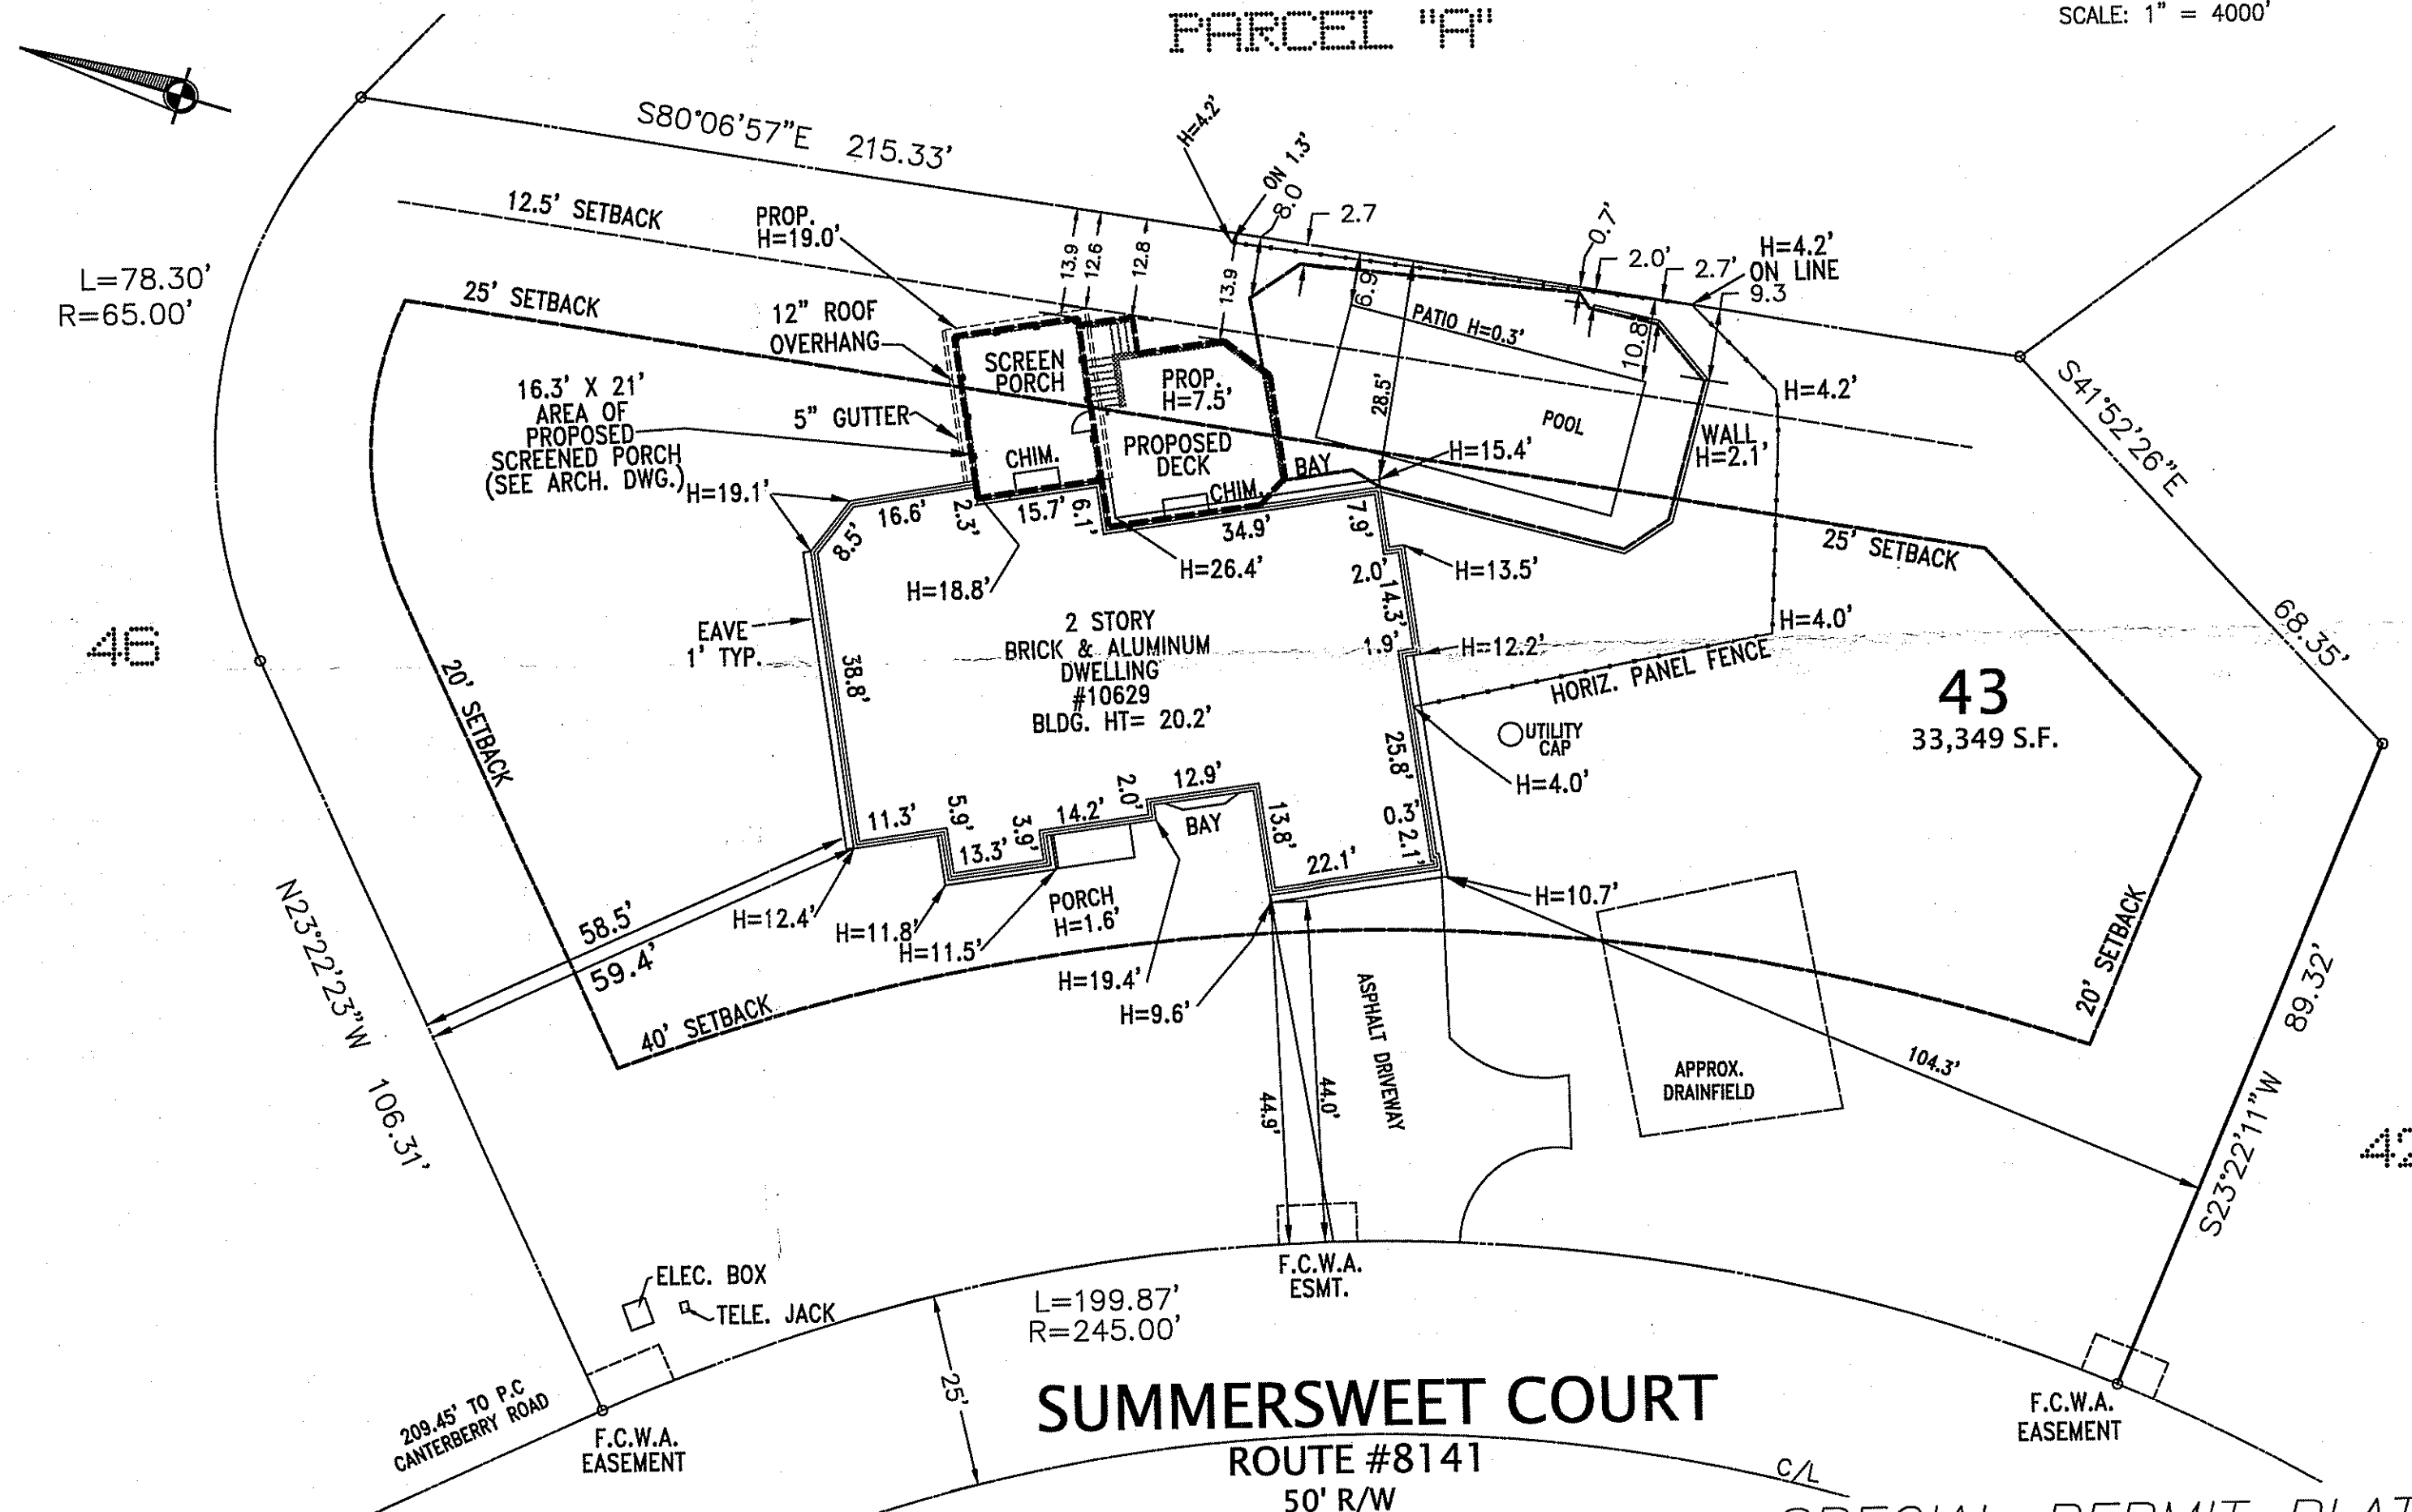 PARCEL "A"
SCALE: 1" = 4000'
S80°06'57"E 215.33'
H=4.2'
ON 1.3'
8.0
2.7
0.7'
2.0'
2.7'
H=4.2'
ON LINE
9.3
12.5' SETBACK
PROP.
H=19.0'
13.9
12.6
12.8
13.9
6.9
L=78.30'
R=65.00'
25' SETBACK
12" ROOF
OVERHANG
SCREEN
PORCH
PROP.
H=7.5'
28.5'
PATIO H=0.3'
10.8
H=4.2'
S41°52'26"E
68.35'
16.3' X 21'
AREA OF
PROPOSED
SCREENED PORCH
(SEE ARCH. DWG.)
5" GUTTER
CHIM.
PROPOSED
DECK
BAY
CHIM.
POOL
WALL
H=2.1'
H=15.4'
H=19.1'
16.6'
8.5'
2.3'
15.7'
6.1'
34.9'
7.9'
25' SETBACK
H=18.8'
H=26.4'
2.0'
H=13.5'
14.3'
46
EAVE
1' TYP.
38.8'
2 STORY
BRICK & ALUMINUM
DWELLING
#10629
BLDG. HT= 20.2'
1.9'
H=12.2'
H=4.0'
HORIZ. PANEL FENCE
43
33,349 S.F.
20' SETBACK
UTILITY
CAP
25.8'
H=4.0'
11.3'
5.9'
13.3'
3.9'
14.2'
2.0'
12.9'
BAY
13.8'
22.1'
0.3'
2.1'
H=10.7'
N23°22'23"W 106.31'
58.5'
59.4'
H=12.4'
H=11.8'
H=11.5'
PORCH
H=1.6'
H=19.4'
H=9.6'
40' SETBACK
44.9'
44.0'
ASPHALT DRIVEWAY
APPROX.
DRAINFIELD
104.3'
20' SETBACK
89.32'
S23°22'11"W
42
ELEC. BOX
TELE. JACK
F.C.W.A.
ESMT.
L=199.87'
R=245.00'
25'
209.45' TO P.C
CANTERBERRY ROAD
F.C.W.A.
EASEMENT
SUMMERSWEET COURT
ROUTE #8141
50' R/W
C/L
F.C.W.A.
EASEMENT
SPECIAL PERMIT PLAT